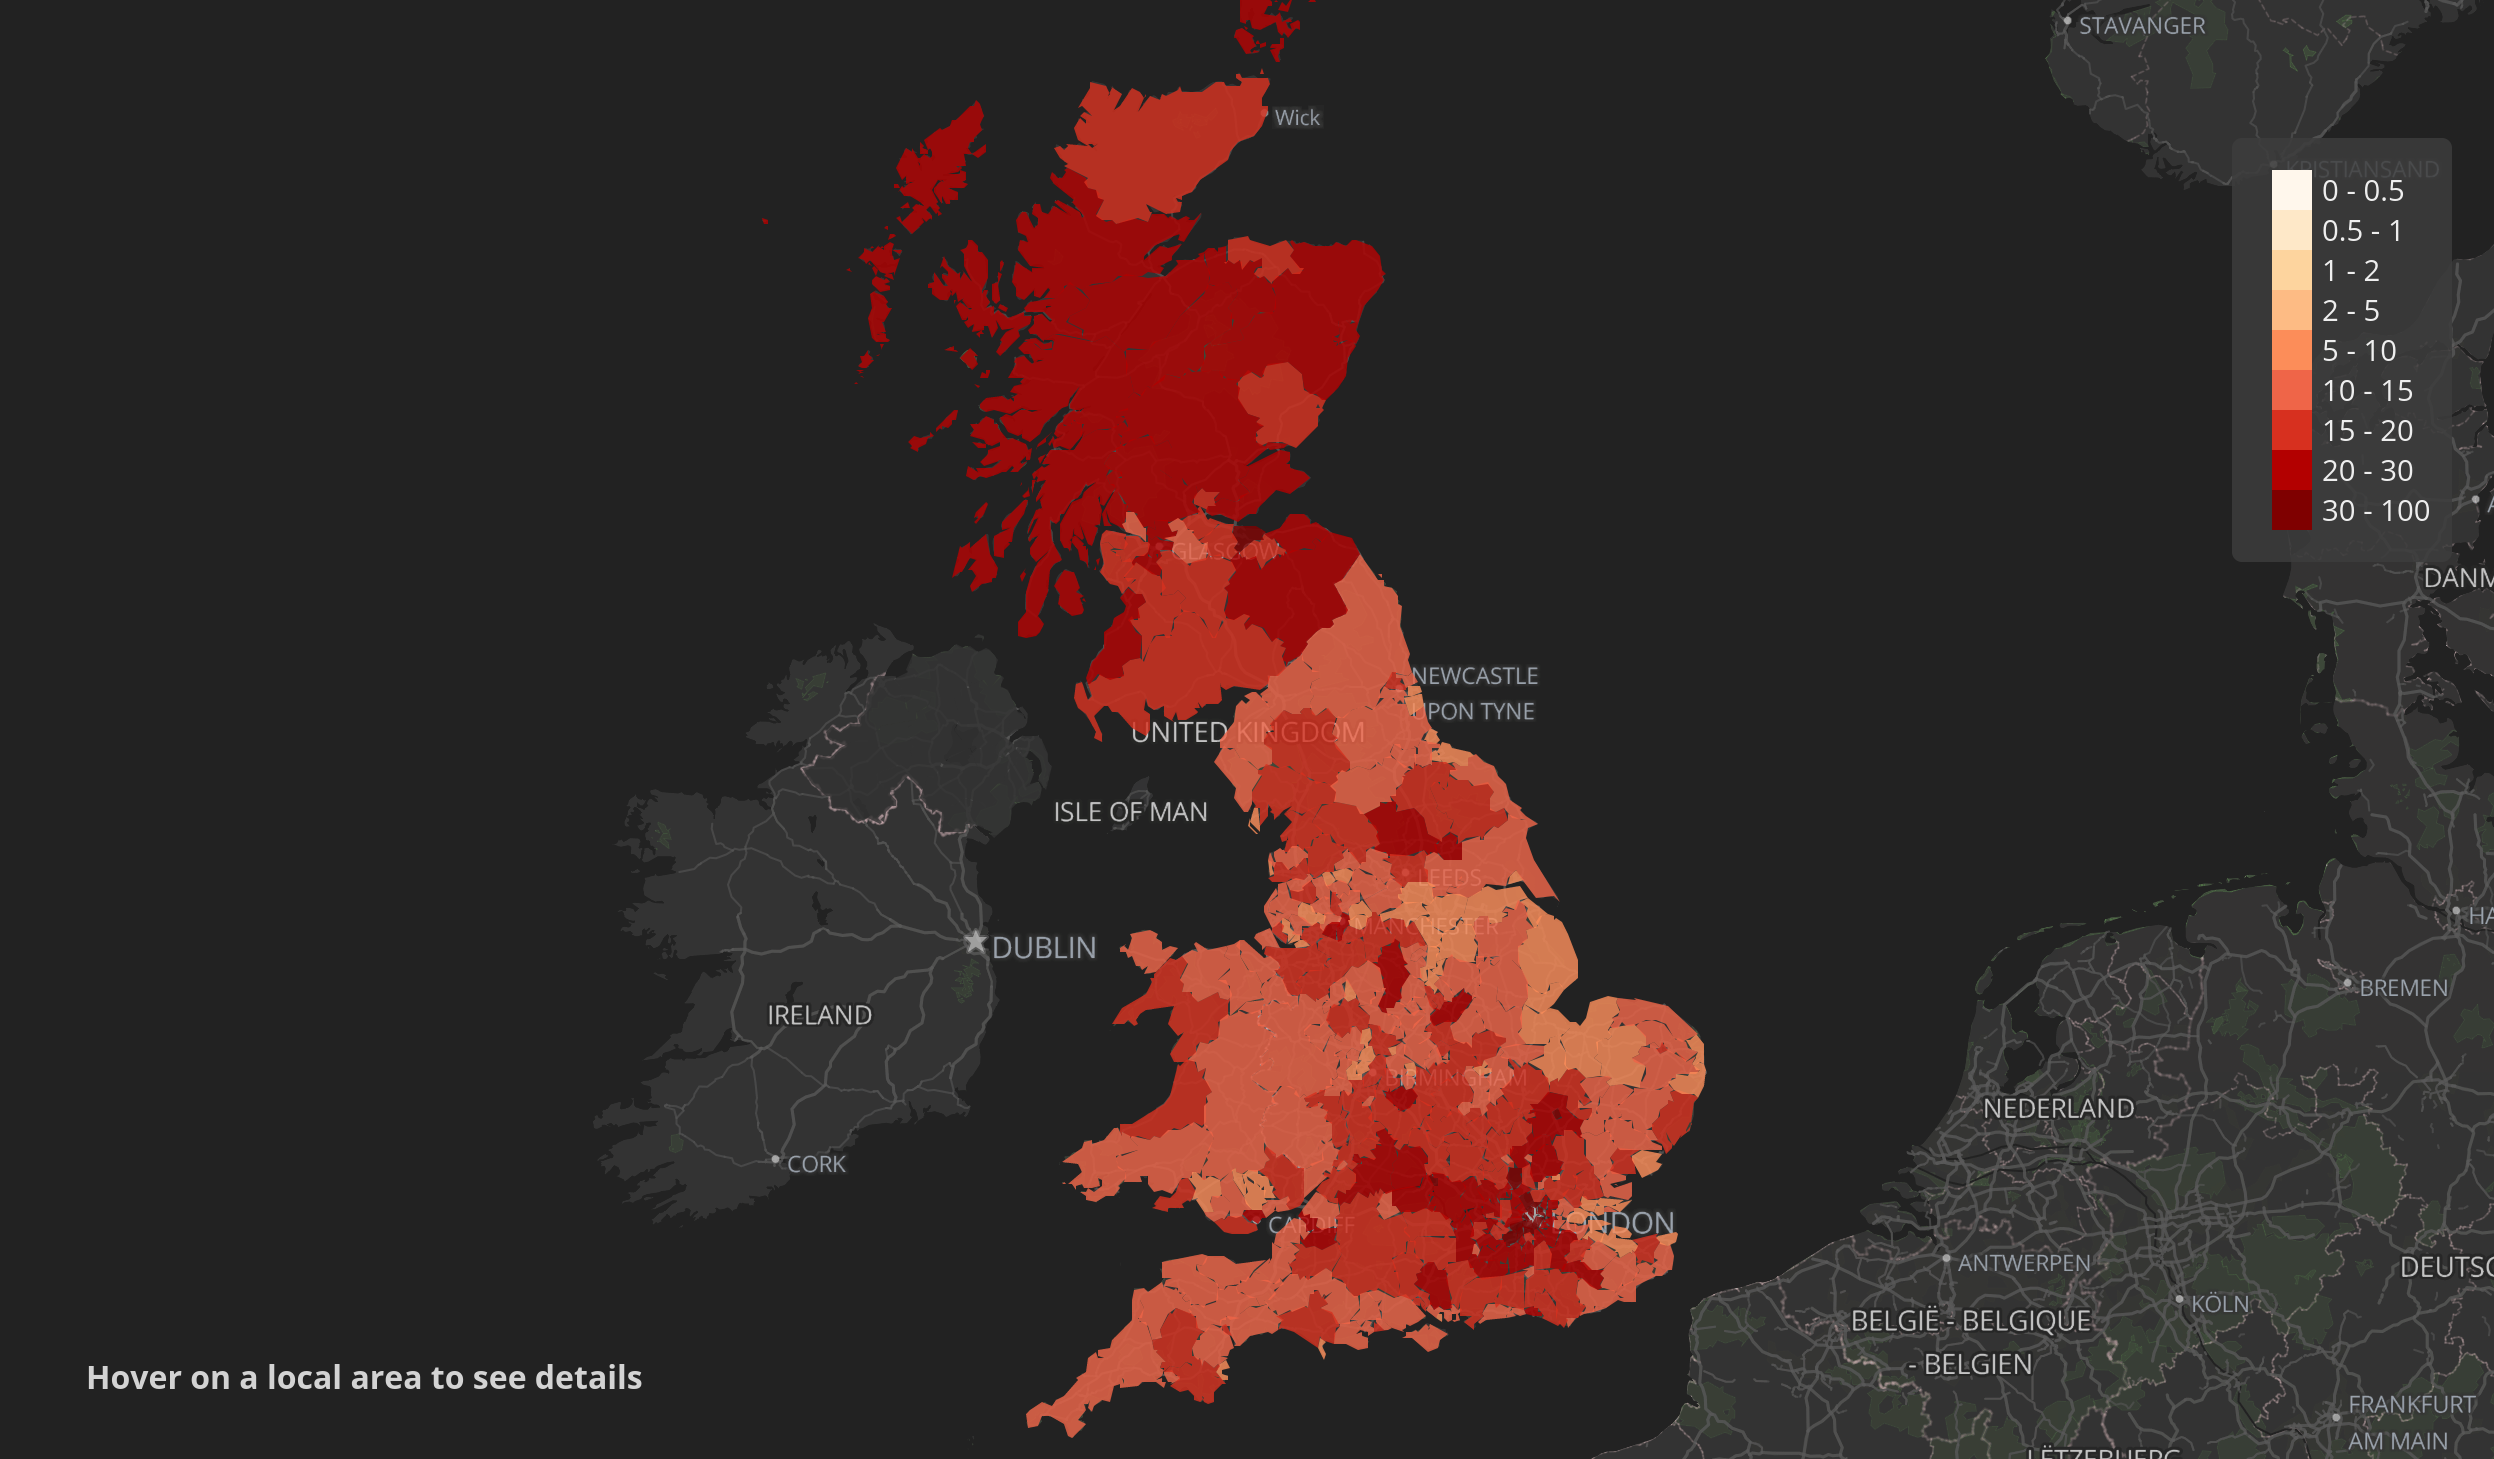 STAVANGER
Wick
KRISTIANSAND
0 - 0.5
0.5 - 1
1 - 2
2 - 5
5 - 10
10 - 15
15 - 20
20 - 30
30 - 100
GLASGOW
DANM
NEWCASTLE
UPON TYNE
UNITED KINGDOM
ISLE OF MAN
LEEDS
MANCHESTER
HA
DUBLIN
BREMEN
IRELAND
BIRMINGHAM
NEDERLAND
CORK
CARDIFF
LONDON
ANTWERPEN
DEUTSC
KÖLN
BELGIË - BELGIQUE
- BELGIEN
Hover on a local area to see details
FRANKFURT
AM MAIN